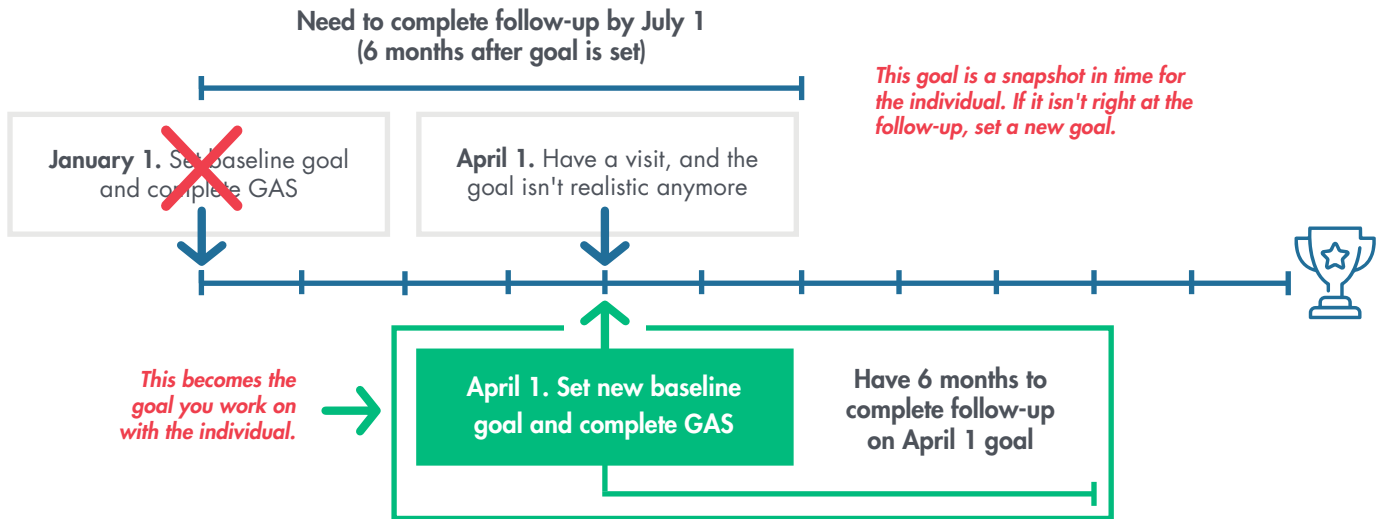 Need to complete follow-up by July 1
(6 months after goal is set)
This goal is a snapshot in time for
the individual. If it isn't right at the
follow-up, set a new goal.
January 1. Set baseline goal
and complete GAS
April 1. Have a visit, and the
goal isn't realistic anymore
This becomes the
goal you work on
with the individual.
April 1. Set new baseline
goal and complete GAS
Have 6 months to
complete follow-up
on April 1 goal